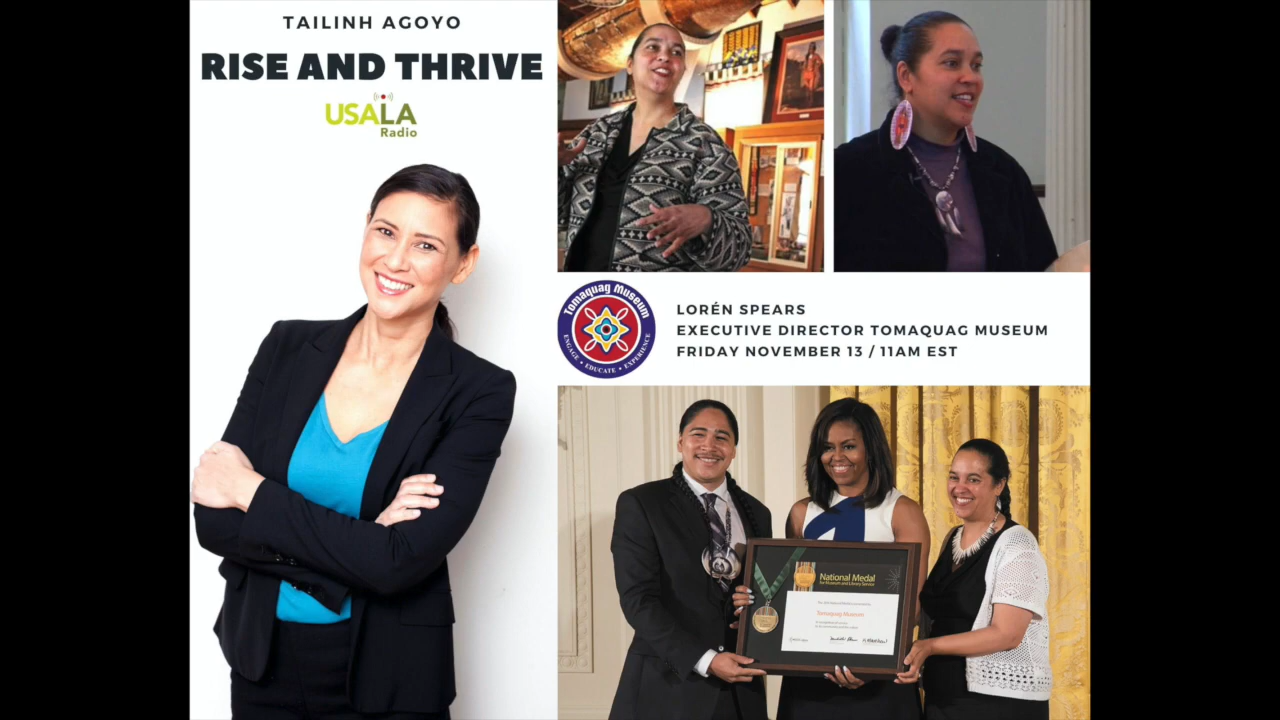 TAILINH AGOYO
RISE AND THRIVE
USALA
Radio
Tomaquag Museum
ENGAGE • EDUCATE • EXPERIENCE
LORÉN SPEARS
EXECUTIVE DIRECTOR TOMAQUAG MUSEUM
FRIDAY NOVEMBER 13 / 11AM EST
National Medal
for Museum and Library Service
Tomaquag Museum